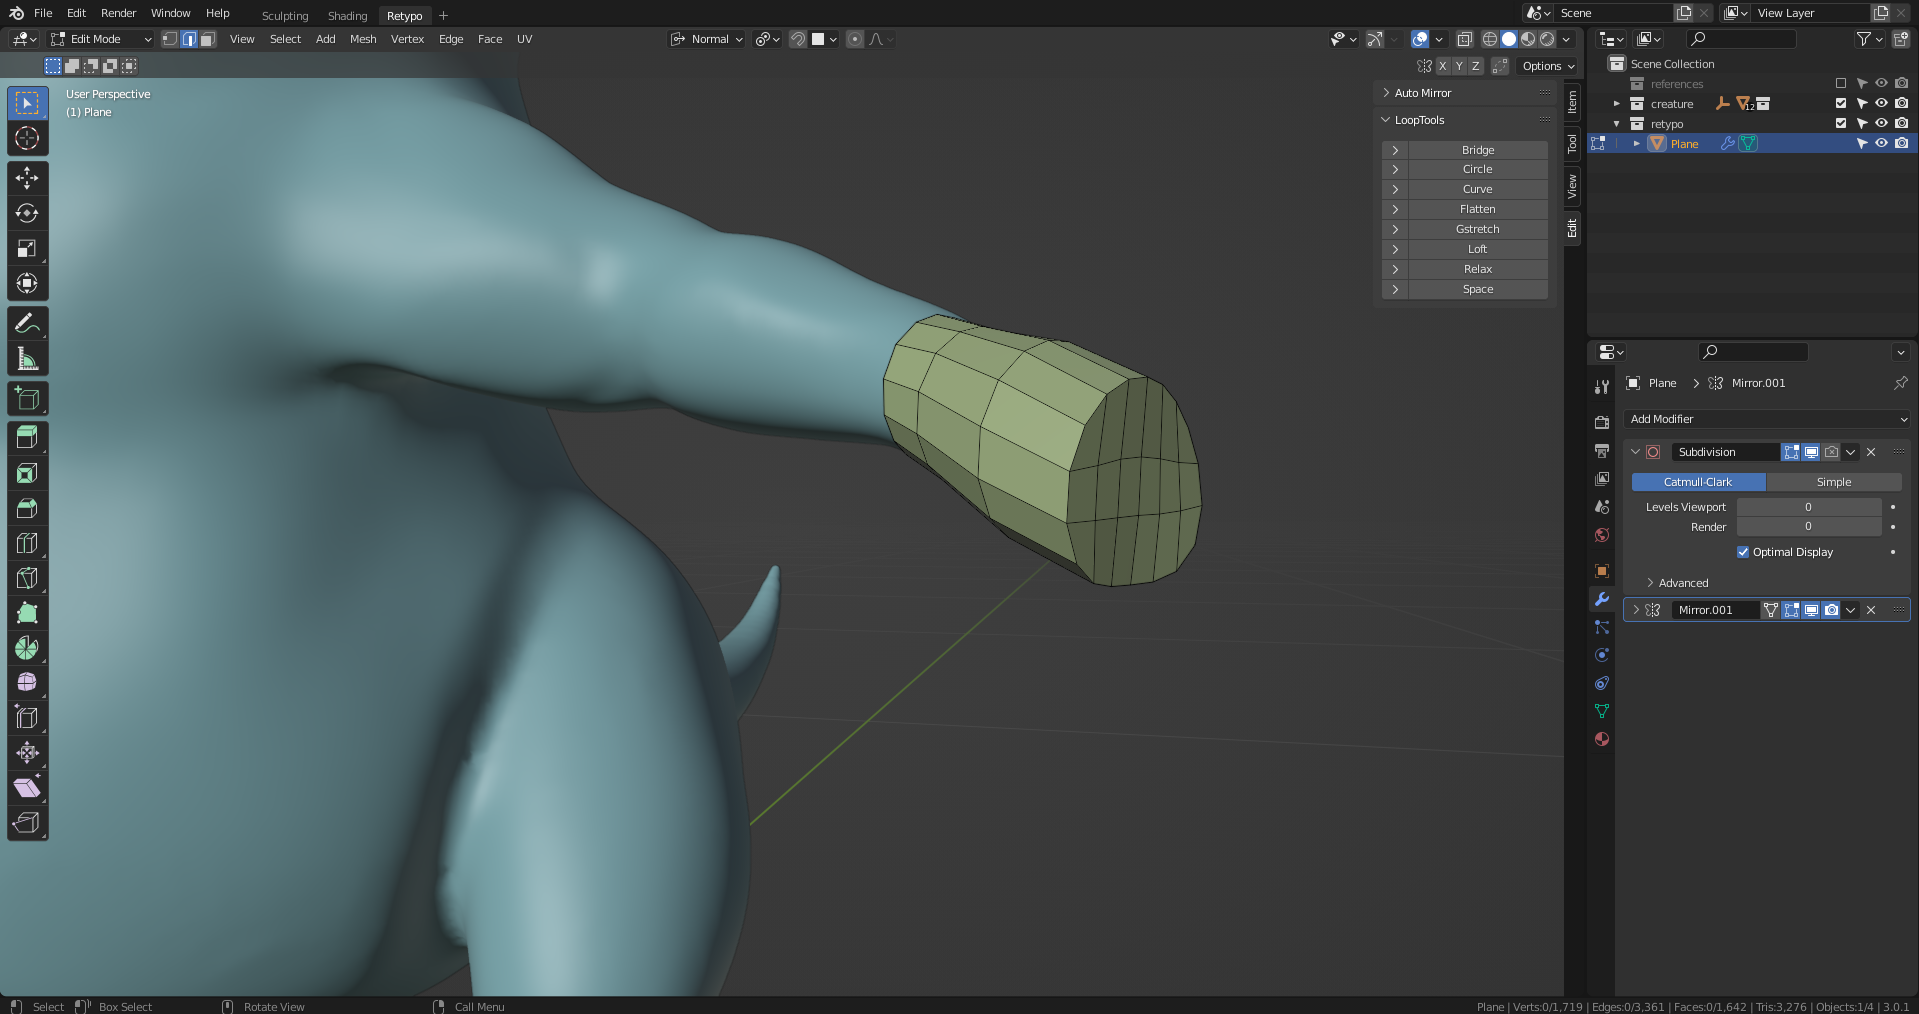 File Edit Render Window Help Sculpting Shading Retypo + Scene View Layer
Edit Mode View Select Add Mesh Vertex Edge Face UV Normal
X Y Z Options
User Perspective
(1) Plane
Auto Mirror
LoopTools
Bridge
Circle
Curve
Flatten
Gstretch
Loft
Relax
Space
Item
Tool
View
Edit
Scene Collection
references
creature 12
retypo
Plane
Plane > Mirror.001
Add Modifier
Subdivision
Catmull-Clark Simple
Levels Viewport 0
Render 0
Optimal Display
Advanced
Mirror.001
Select Box Select Rotate View Call Menu Plane | Verts:0/1,719 | Edges:0/3,361 | Faces:0/1,642 | Tris:3,276 | Objects:1/4 | 3.0.1